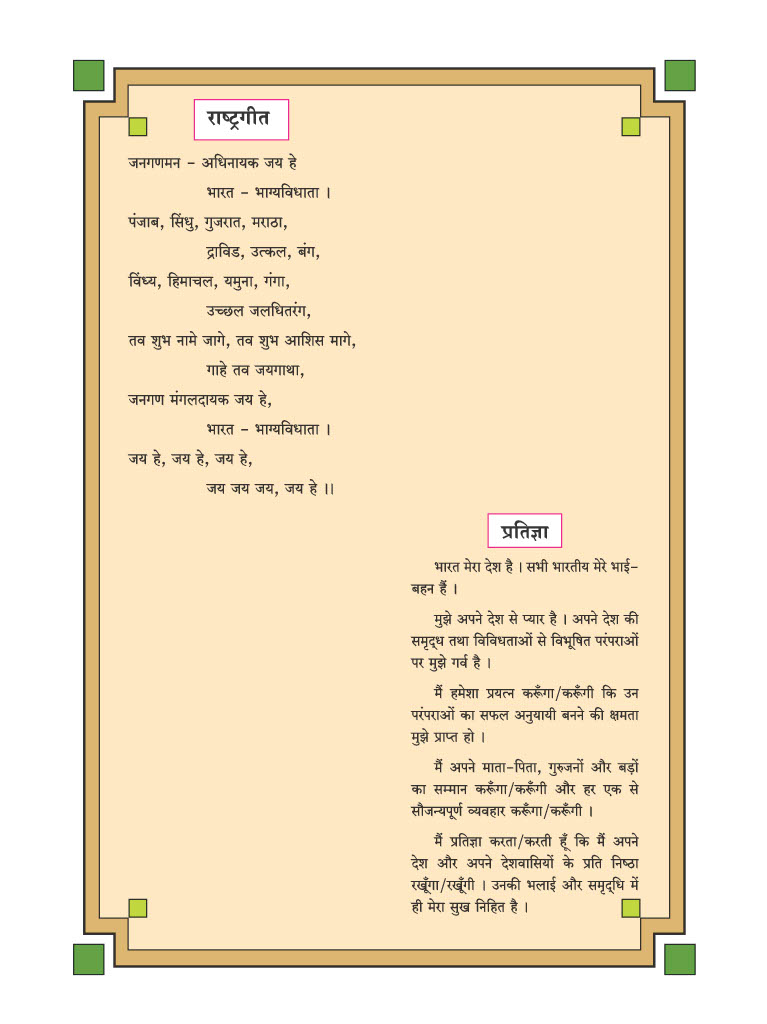 राष्ट्रगीत
जनगणमन - अधिनायक जय हे
भारत - भाग्यविधाता ।
पंजाब, सिंधु, गुजरात, मराठा,
द्राविड, उत्कल, बंग,
विंध्य, हिमाचल, यमुना, गंगा,
उच्छल जलधितरंग,
तव शुभ नामे जागे, तव शुभ आशिस मागे,
गाहे तव जयगाथा,
जनगण मंगलदायक जय हे,
भारत - भाग्यविधाता ।
जय हे, जय हे, जय हे,
जय जय जय, जय हे ।।
प्रतिज्ञा
भारत मेरा देश है । सभी भारतीय मेरे भाई-
बहन हैं ।
मुझे अपने देश से प्यार है । अपने देश की
समृद्ध तथा विविधताओं से विभूषित परंपराओं
पर मुझे गर्व है ।
मैं हमेशा प्रयत्न करूँगा/करूँगी कि उन
परंपराओं का सफल अनुयायी बनने की क्षमता
मुझे प्राप्त हो ।
मैं अपने माता-पिता, गुरुजनों और बड़ों
का सम्मान करूँगा/करूँगी और हर एक से
सौजन्यपूर्ण व्यवहार करूँगा/करूँगी ।
मैं प्रतिज्ञा करता/करती हूँ कि मैं अपने
देश और अपने देशवासियों के प्रति निष्ठा
रखूँगा/रखूँगी । उनकी भलाई और समृद्धि में
ही मेरा सुख निहित है ।